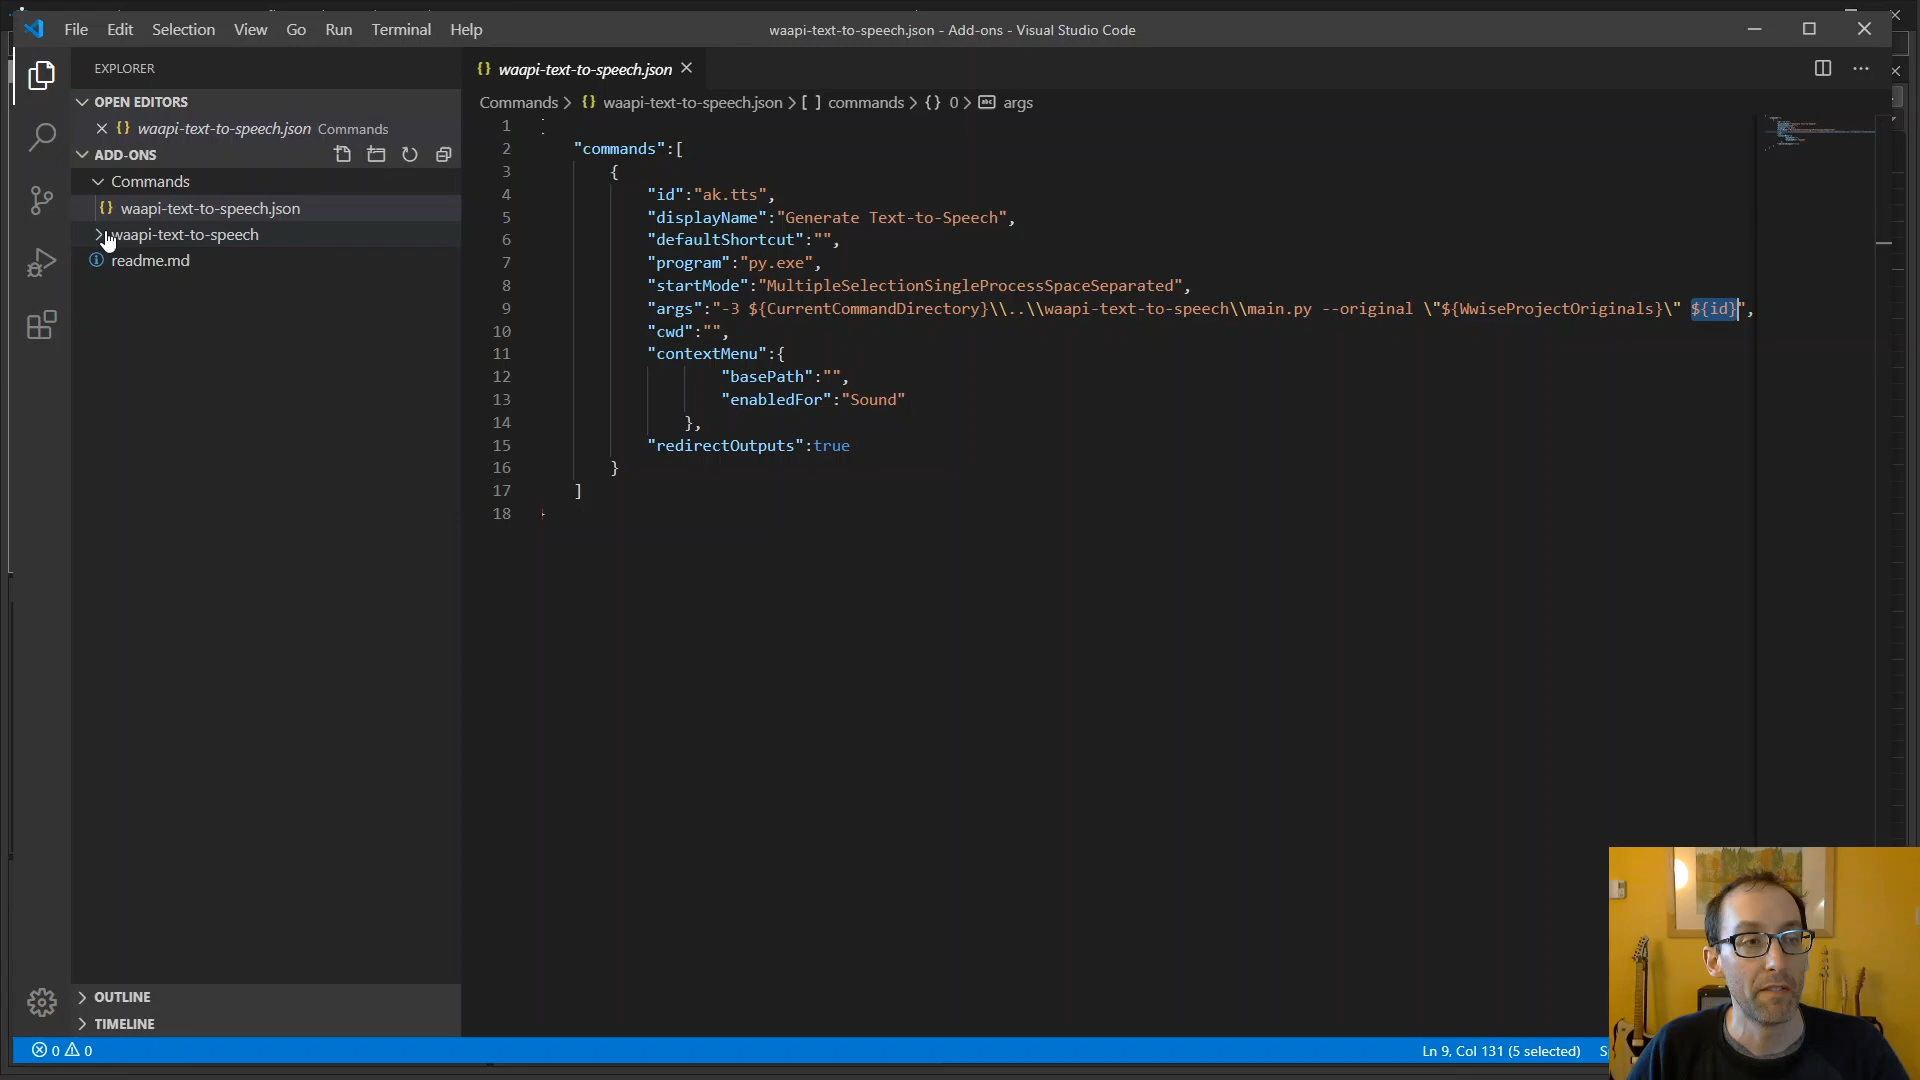 File Edit Selection View Go Run Terminal Help
waapi-text-to-speech.json - Add-ons - Visual Studio Code
EXPLORER
OPEN EDITORS
waapi-text-to-speech.json Commands
ADD-ONS
Commands
waapi-text-to-speech.json
waapi-text-to-speech
readme.md
OUTLINE
TIMELINE
waapi-text-to-speech.json
Commands > {} waapi-text-to-speech.json > [ ] commands > {} 0 > abc args
1
2 "commands":[
3 {
4 "id":"ak.tts",
5 "displayName":"Generate Text-to-Speech",
6 "defaultShortcut":"",
7 "program":"py.exe",
8 "startMode":"MultipleSelectionSingleProcessSpaceSeparated",
9 "args":"-3 ${CurrentCommandDirectory}\\..\\waapi-text-to-speech\\main.py --original \"${WwiseProjectOriginals}\" ${id}",
10 "cwd":"",
11 "contextMenu":{
12 "basePath":"",
13 "enabledFor":"Sound"
14 },
15 "redirectOutputs":true
16 }
17 ]
18
0 0
Ln 9, Col 131 (5 selected)